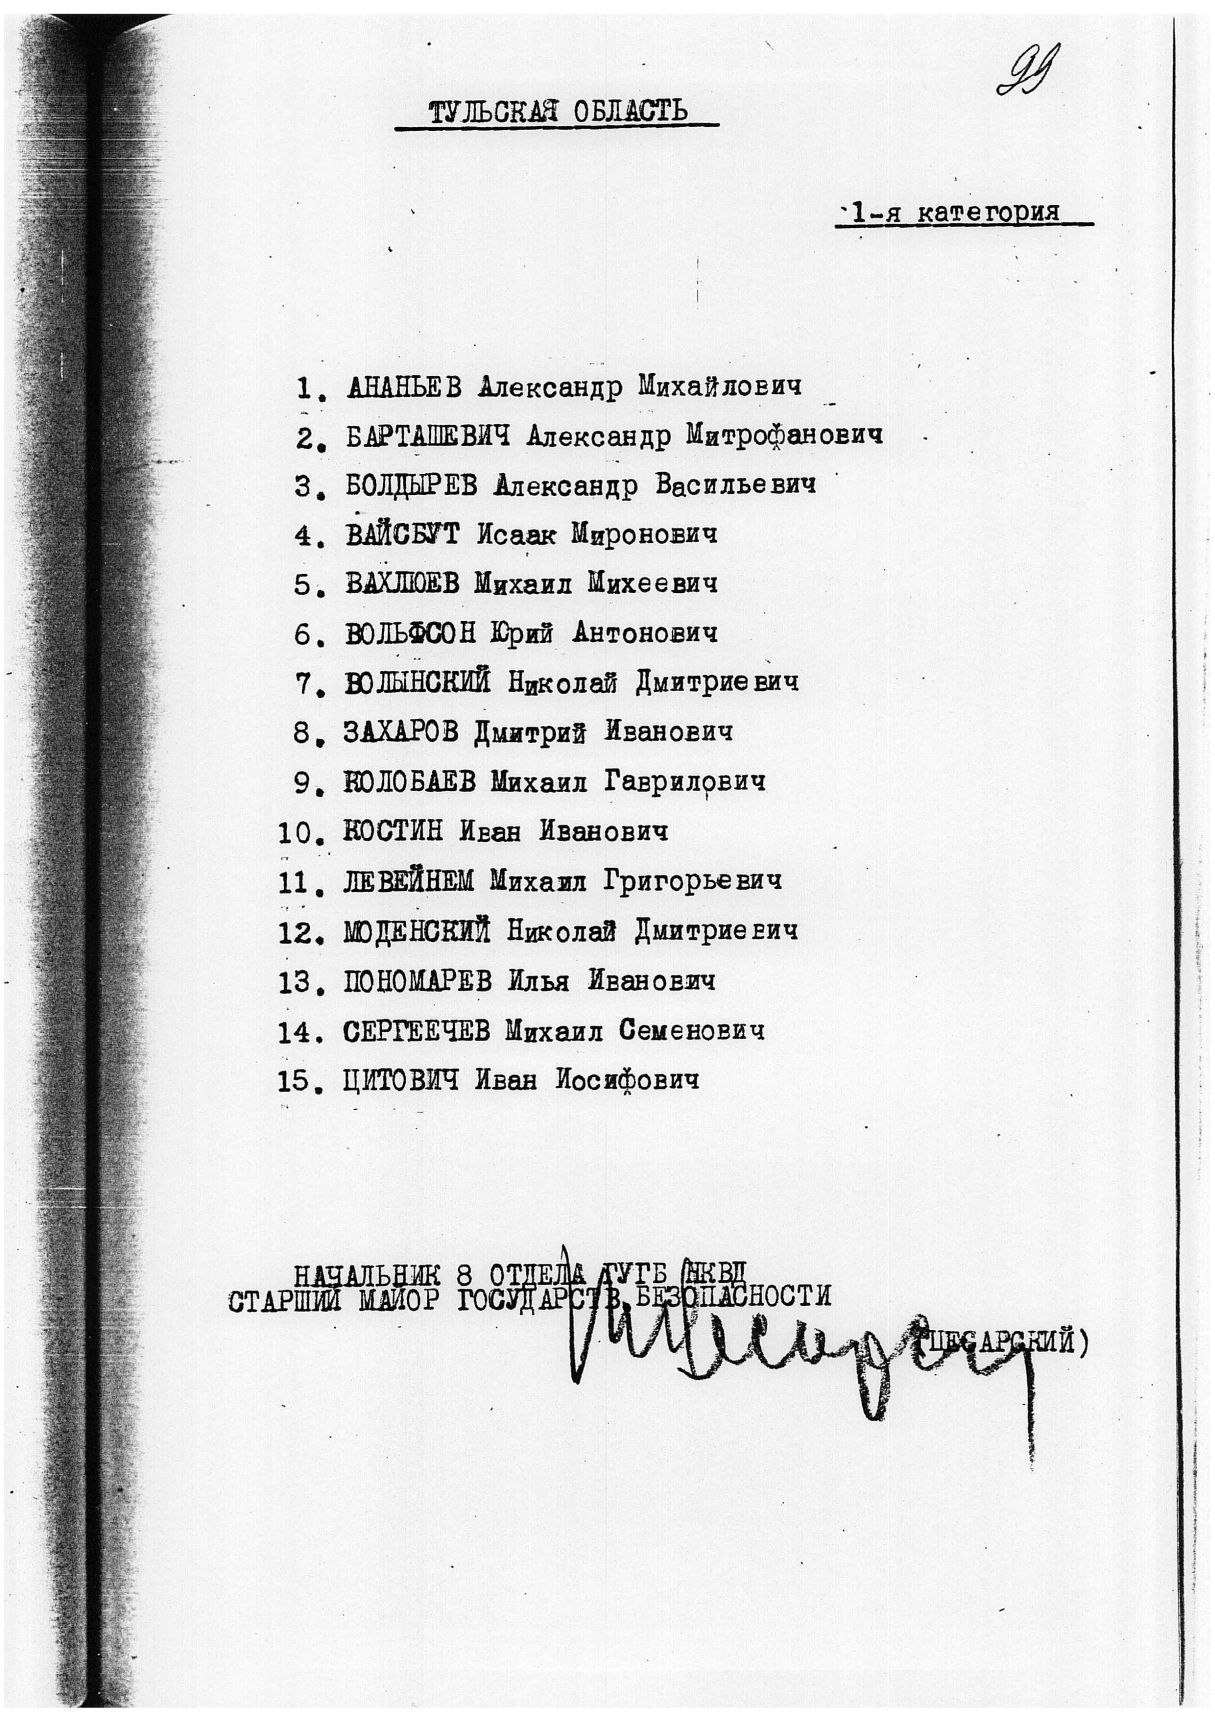 99
ТУЛЬСКАЯ ОБЛАСТЬ
1-я категория
1. АНАНЬЕВ Александр Михайлович
2. БАРТАШЕВИЧ Александр Митрофанович
3. БОЛДЫРЕВ Александр Васильевич
4. ВАЙСБУТ Исаак Миронович
5. ВАХЛЮЕВ Михаил Михеевич
6. ВОЛЬФСОН Юрий Антонович
7. ВОЛЫНСКИЙ Николай Дмитриевич
8. ЗАХАРОВ Дмитрий Иванович
9. КОЛОБАЕВ Михаил Гаврилович
10. КОСТИН Иван Иванович
11. ЛЕВЕЙНЕМ Михаил Григорьевич
12. МОДЕНСКИЙ Николай Дмитриевич
13. ПОНОМАРЕВ Илья Иванович
14. СЕРГЕЕЧЕВ Михаил Семенович
15. ЦИТОВИЧ Иван Иосифович
НАЧАЛЬНИК 8 ОТДЕЛА ГУГБ НКВД
СТАРШИЙ МАЙОР ГОСУДАРСТВ.БЕЗОПАСНОСТИ
(ЦЕСАРСКИЙ)